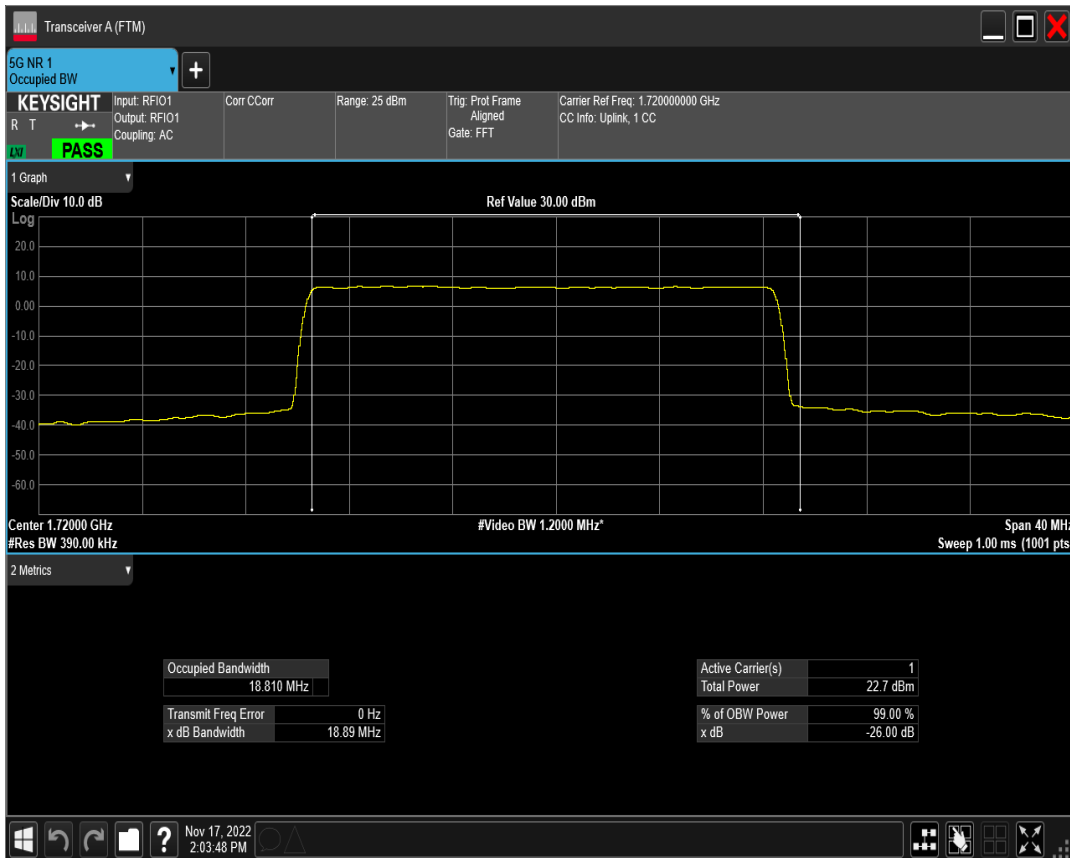 Transceiver A (FTM)
5G NR 1
Occupied BW
+
KEYSIGHT
R T
LXI
PASS
Input: RFIO1
Output: RFIO1
Coupling: AC
Corr CCorr
Range: 25 dBm
Trig: Prot Frame
Aligned
Gate: FFT
Carrier Ref Freq: 1.720000000 GHz
CC Info: Uplink, 1 CC
1 Graph
Scale/Div 10.0 dB
Ref Value 30.00 dBm
Log
20.0
10.0
0.00
-10.0
-20.0
-30.0
-40.0
-50.0
-60.0
Center 1.72000 GHz
#Video BW 1.2000 MHz*
Span 40 MHz
#Res BW 390.00 kHz
Sweep 1.00 ms (1001 pts
2 Metrics
Occupied Bandwidth
18.810 MHz
Transmit Freq Error 0 Hz
x dB Bandwidth 18.89 MHz
Active Carrier(s) 1
Total Power 22.7 dBm
% of OBW Power 99.00 %
x dB -26.00 dB
?
Nov 17, 2022
2:03:48 PM